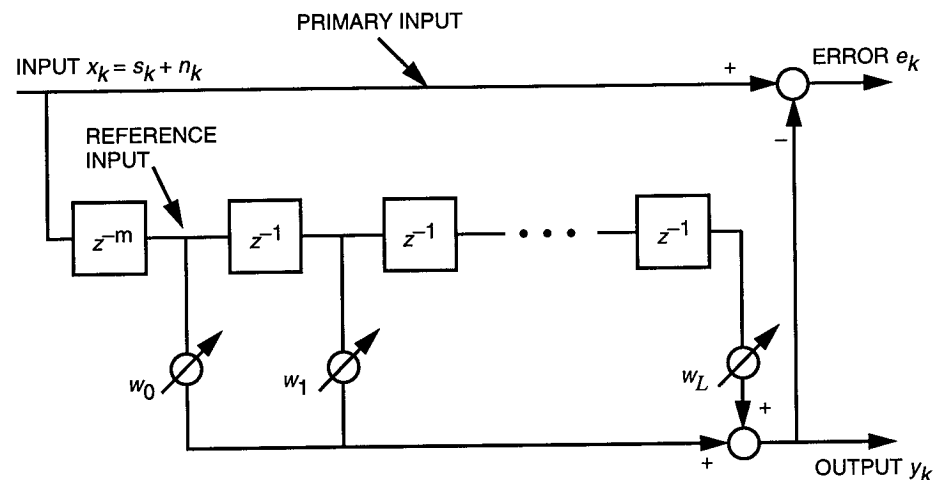 PRIMARY INPUT
INPUT x_k = s_k + n_k
+
ERROR e_k
REFERENCE
INPUT
−
z^−m
z^−1
z^−1
• • •
z^−1
w_0
w_1
w_L
+
+
OUTPUT y_k